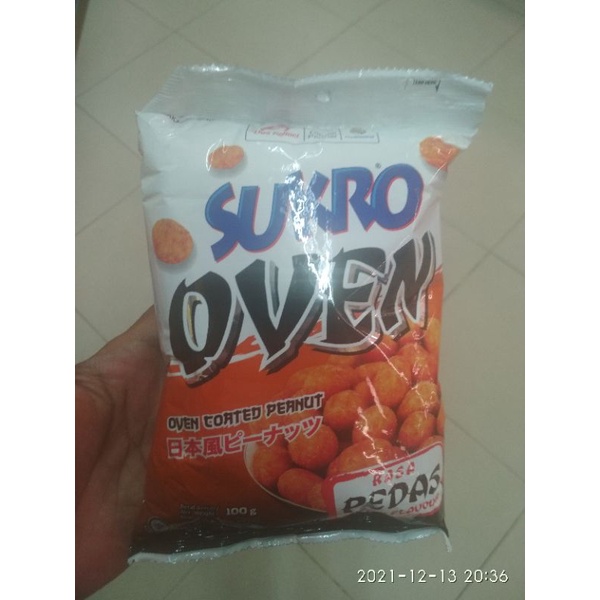 SUKRO
OVEN
OVEN COATED PEANUT
日本風ピーナッツ
RASA
PEDAS
FLAVOUR
100 g
2021-12-13 20:36